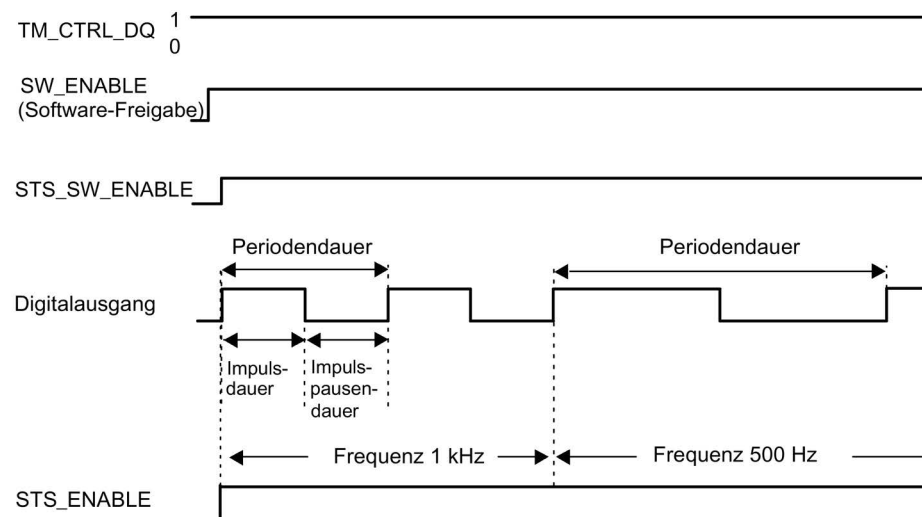 TM_CTRL_DQ
1
0
SW_ENABLE
(Software-Freigabe)
STS_SW_ENABLE
Periodendauer
Periodendauer
Digitalausgang
Impuls-
dauer
Impuls-
pausen-
dauer
Frequenz 1 kHz
Frequenz 500 Hz
STS_ENABLE